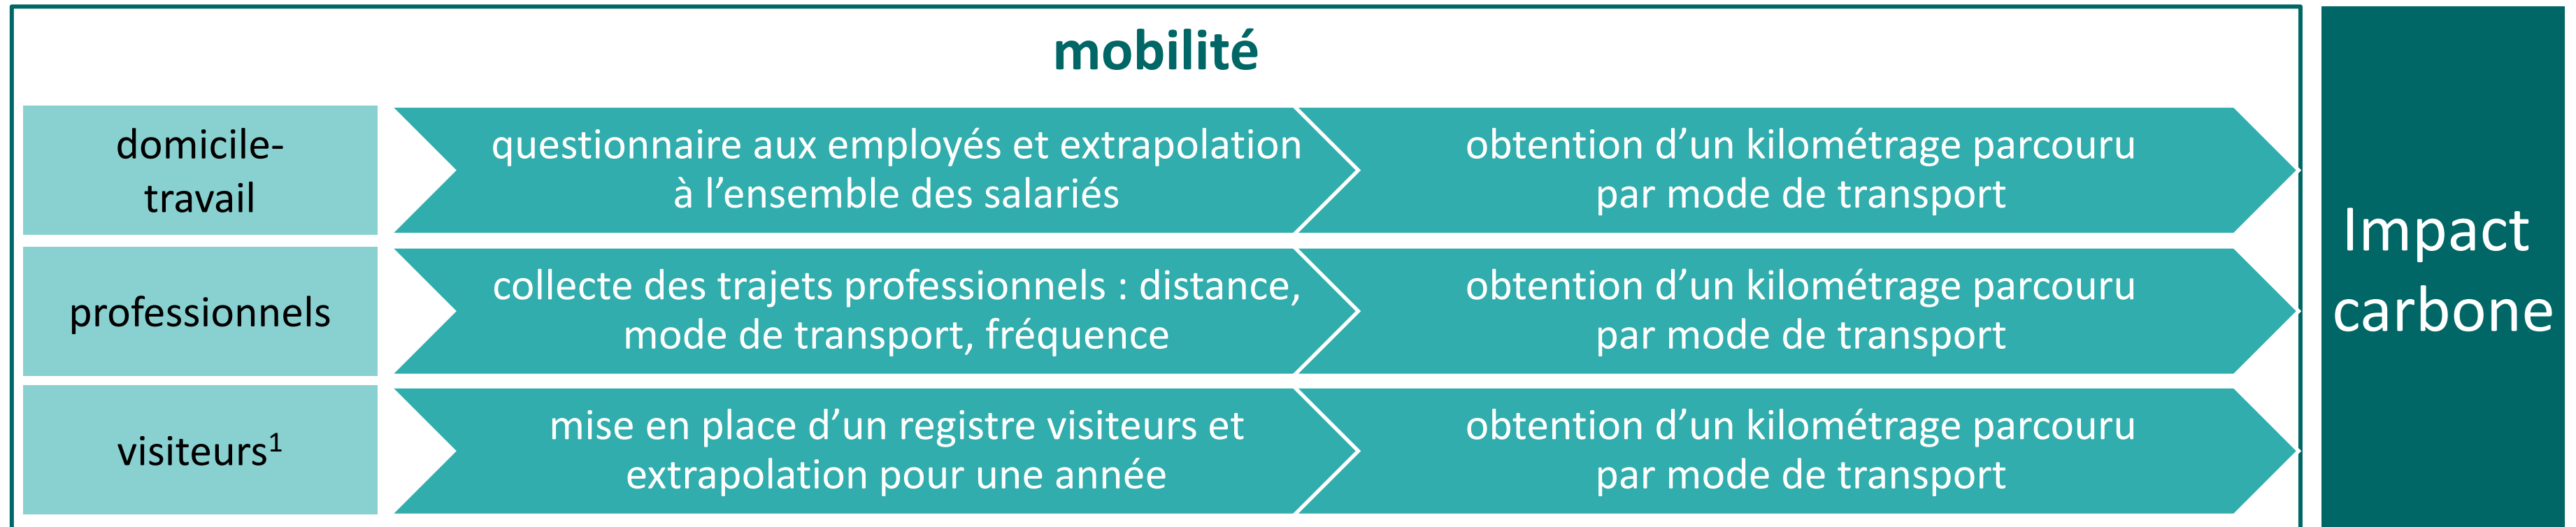 mobilité
domicile-
travail
questionnaire aux employés et extrapolation
à l’ensemble des salariés
obtention d’un kilométrage parcouru
par mode de transport
professionnels
collecte des trajets professionnels : distance,
mode de transport, fréquence
obtention d’un kilométrage parcouru
par mode de transport
visiteurs¹
mise en place d’un registre visiteurs et
extrapolation pour une année
obtention d’un kilométrage parcouru
par mode de transport
Impact
carbone